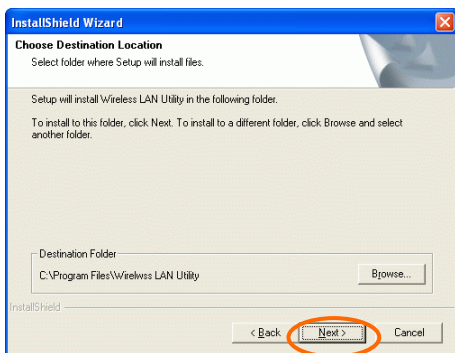 InstallShield Wizard
Choose Destination Location
Select folder where Setup will install files.
Setup will install Wireless LAN Utility in the following folder.
To install to this folder, click Next. To install to a different folder, click Browse and select
another folder.
Destination Folder
C:\Program Files\Wirelwss LAN Utility
Browse...
InstallShield
< Back
Next >
Cancel